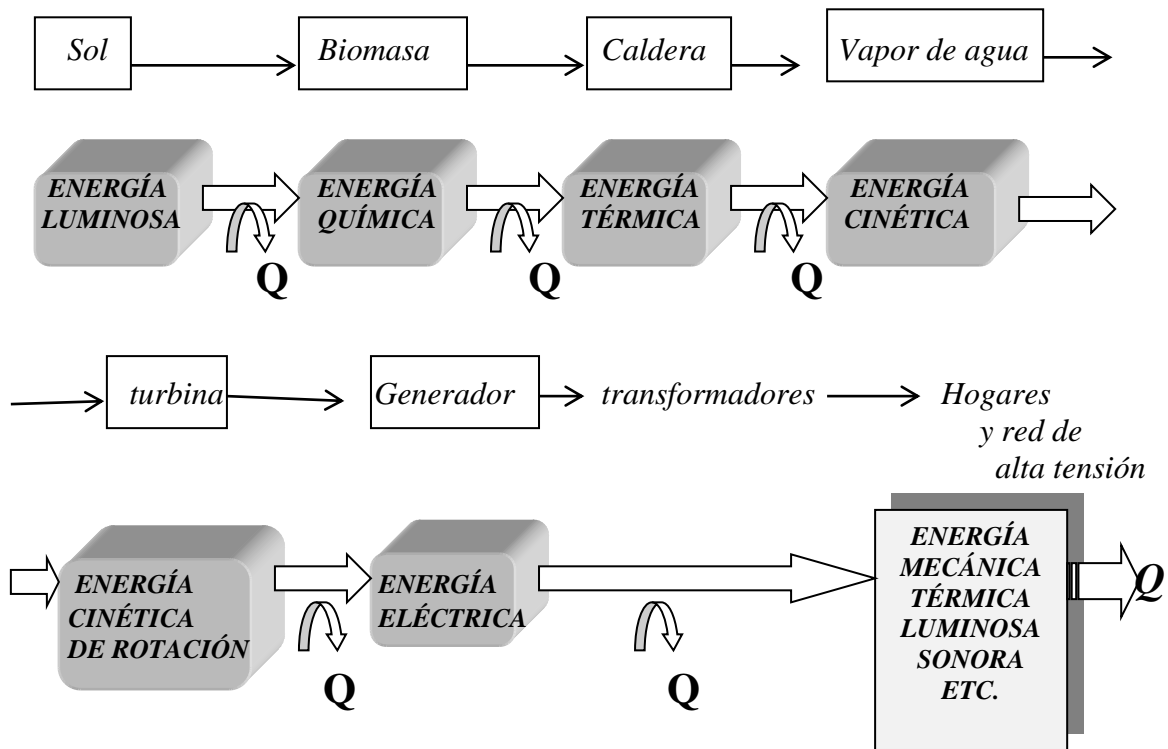 Sol Biomasa Caldera Vapor de agua
ENERGÍA
LUMINOSA
ENERGÍA
QUÍMICA
ENERGÍA
TÉRMICA
ENERGÍA
CINÉTICA
Q Q Q
turbina Generador transformadores Hogares
y red de
alta tensión
ENERGÍA
CINÉTICA
DE ROTACIÓN
ENERGÍA
ELÉCTRICA
ENERGÍA
MECÁNICA
TÉRMICA
LUMINOSA
SONORA
ETC.
Q
Q Q